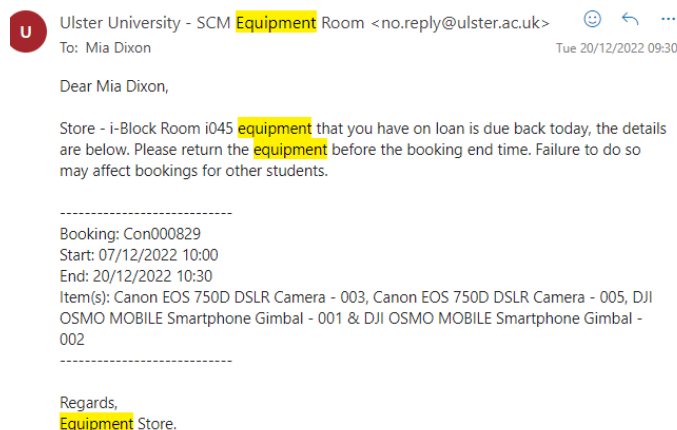 U
Ulster University - SCM Equipment Room <no.reply@ulster.ac.uk>
To: Mia Dixon
Tue 20/12/2022 09:30
Dear Mia Dixon,
Store - i-Block Room i045 equipment that you have on loan is due back today, the details
are below. Please return the equipment before the booking end time. Failure to do so
may affect bookings for other students.
----------------------------
Booking: Con000829
Start: 07/12/2022 10:00
End: 20/12/2022 10:30
Item(s): Canon EOS 750D DSLR Camera - 003, Canon EOS 750D DSLR Camera - 005, DJI
OSMO MOBILE Smartphone Gimbal - 001 & DJI OSMO MOBILE Smartphone Gimbal -
002
----------------------------
Regards,
Equipment Store.